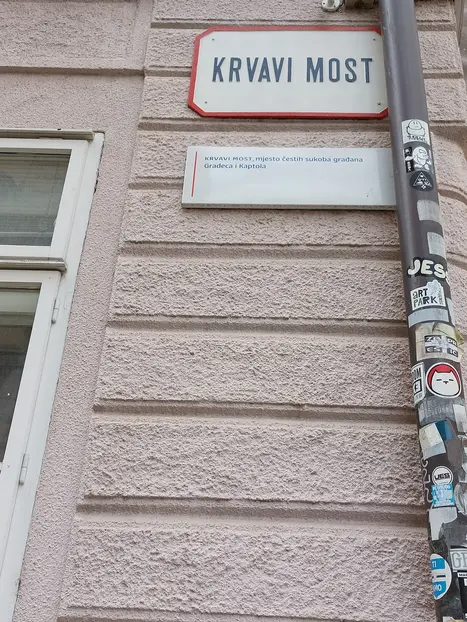 KRVAVI MOST
KRVAVI MOST, mjesto čestih sukoba građana
Gradeca i Kaptola
JES
ART
PARK